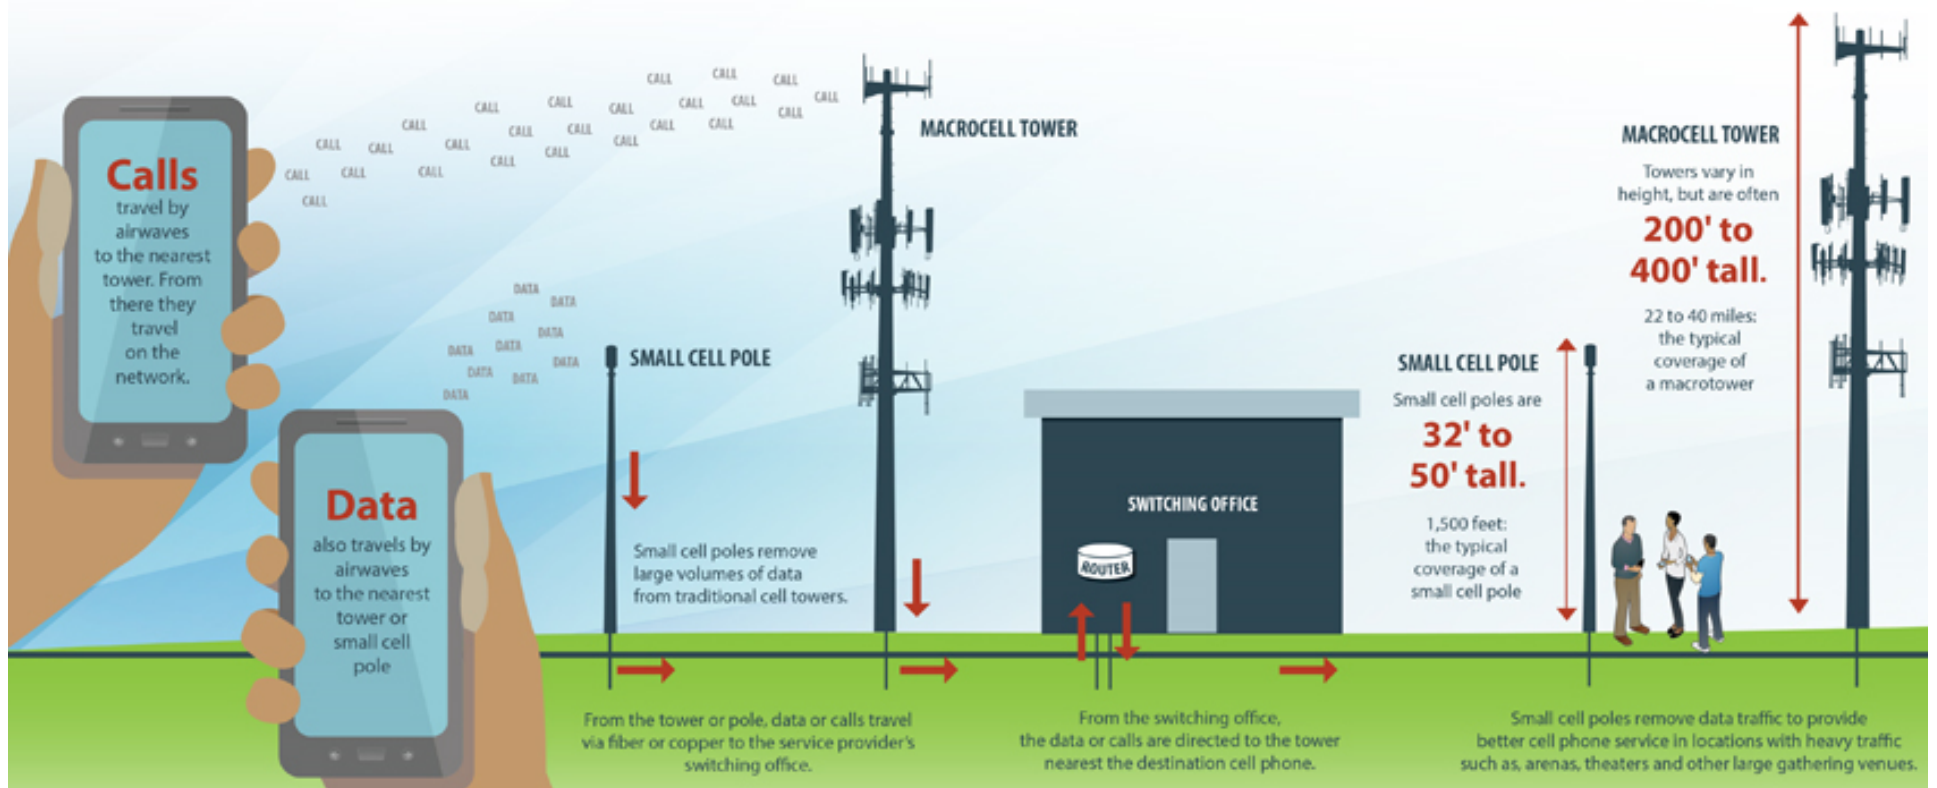 Calls
travel by
airwaves
to the nearest
tower. From
there they
travel
on the
network.
Data
also travels by
airwaves
to the nearest
tower or
small cell
pole
CALL CALL CALL
CALL CALL CALL CALL CALL CALL CALL
CALL CALL CALL CALL CALL
CALL CALL CALL CALL CALL
CALL CALL CALL CALL
CALL
DATA
DATA
DATA
DATA
DATA DATA
DATA
DATA DATA
DATA
MACROCELL TOWER
SMALL CELL POLE
Small cell poles remove
large volumes of data
from traditional cell towers.
From the tower or pole, data or calls travel
via fiber or copper to the service provider's
switching office.
SWITCHING OFFICE
ROUTER
From the switching office,
the data or calls are directed to the tower
nearest the destination cell phone.
SMALL CELL POLE
Small cell poles are
32' to
50' tall.
1,500 feet:
the typical
coverage of a
small cell pole
MACROCELL TOWER
Towers vary in
height, but are often
200' to
400' tall.
22 to 40 miles:
the typical
coverage of
a macrotower
Small cell poles remove data traffic to provide
better cell phone service in locations with heavy traffic
such as, arenas, theaters and other large gathering venues.